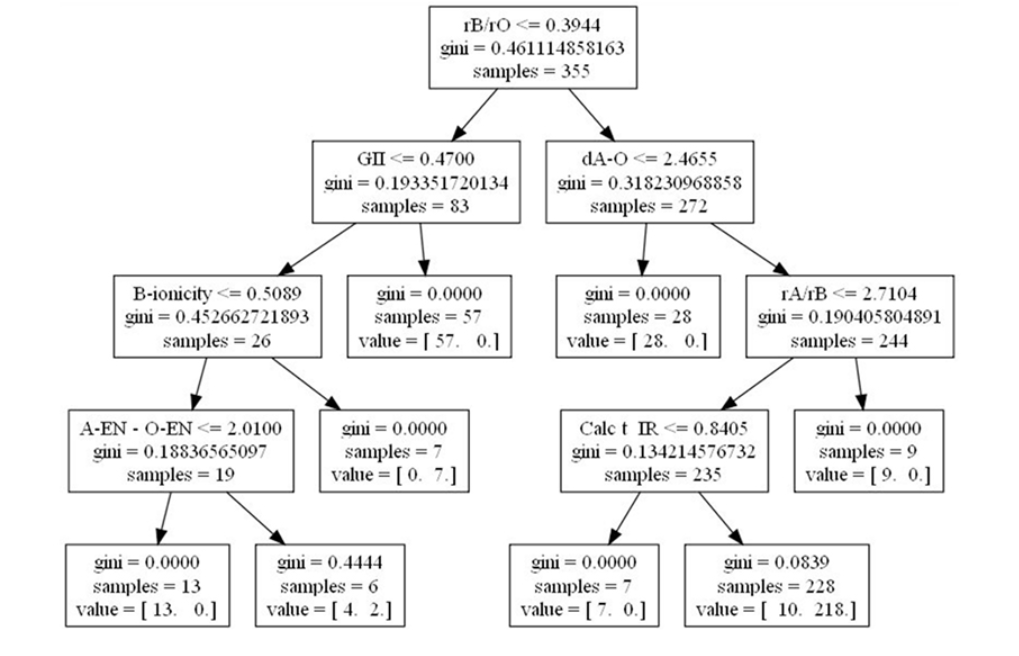 rB/rO <= 0.3944
gini = 0.461114858163
samples = 355
GII <= 0.4700
gini = 0.193351720134
samples = 83
dA-O <= 2.4655
gini = 0.318230968858
samples = 272
B-ionicity <= 0.5089
gini = 0.452662721893
samples = 26
gini = 0.0000
samples = 57
value = [ 57.   0.]
gini = 0.0000
samples = 28
value = [ 28.   0.]
rA/rB <= 2.7104
gini = 0.190405804891
samples = 244
A-EN - O-EN <= 2.0100
gini = 0.18836565097
samples = 19
gini = 0.0000
samples = 7
value = [ 0.  7.]
Calc t  IR <= 0.8405
gini = 0.134214576732
samples = 235
gini = 0.0000
samples = 9
value = [ 9.  0.]
gini = 0.0000
samples = 13
value = [ 13.   0.]
gini = 0.4444
samples = 6
value = [ 4.  2.]
gini = 0.0000
samples = 7
value = [ 7.  0.]
gini = 0.0839
samples = 228
value = [  10.  218.]